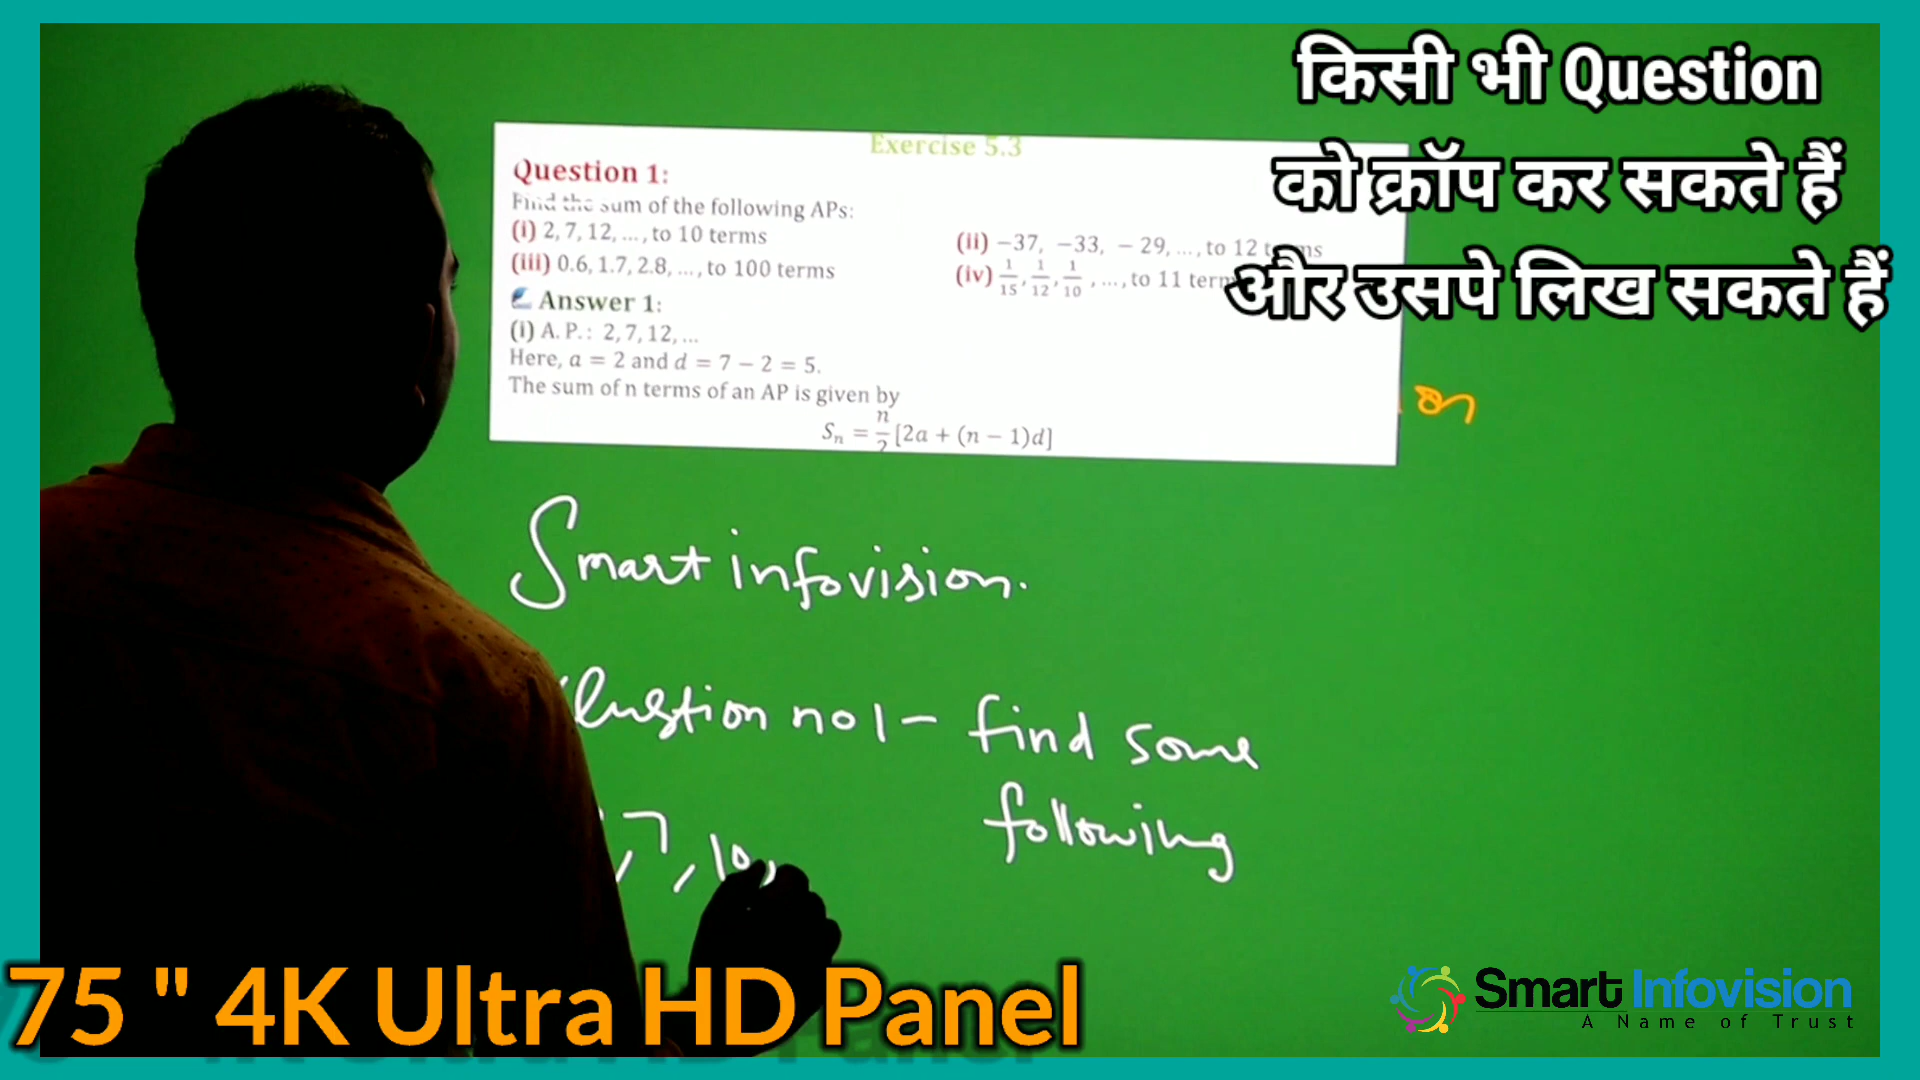 किसी भी Question
को क्रॉप कर सकते हैं
और उसपे लिख सकते हैं
Exercise 5.3
Question 1:
Find the sum of the following APs:
(i) 2, 7, 12, ..., to 10 terms
(ii) −37, −33, − 29, ..., to 12 terms
(iii) 0.6, 1.7, 2.8, ..., to 100 terms
(iv) 1/15, 1/12, 1/10, ..., to 11
Answer 1:
(i) A. P.: 2, 7, 12, ...
Here, a = 2 and d = 7 − 2 = 5.
The sum of n terms of an AP is given by
Sn = n/2 [2a + (n − 1)d]
Smart infovision.
Question no 1 - find some
following
, 7, 10,
75 " 4K Ultra HD Panel
Smart Infovision
A Name of Trust